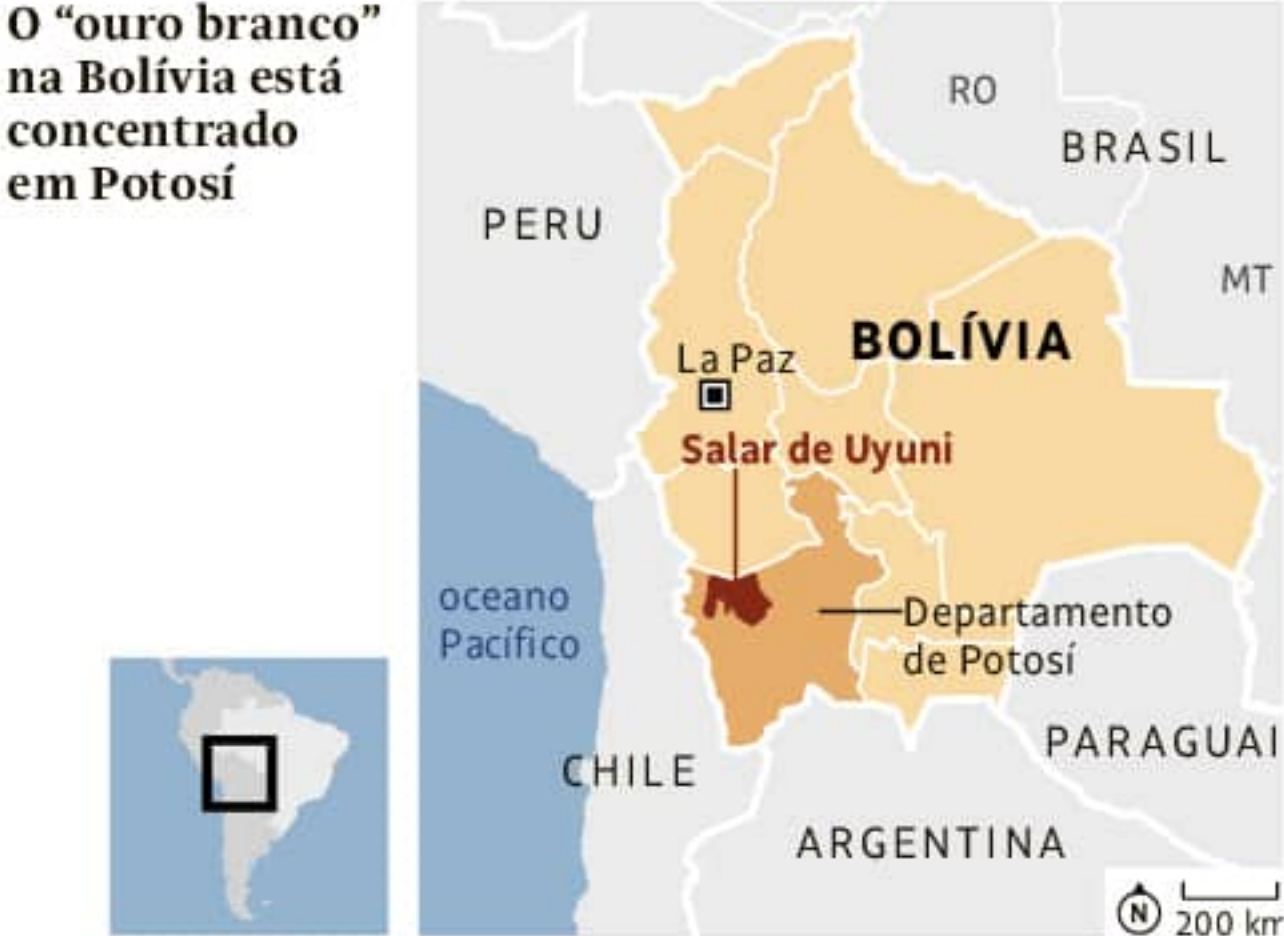 O “ouro branco”
na Bolívia está
concentrado
em Potosí
RO
BRASIL
PERU
MT
BOLÍVIA
La Paz
Salar de Uyuni
oceano
Pacífico
Departamento
de Potosí
PARAGUAI
CHILE
ARGENTINA
N
200 km